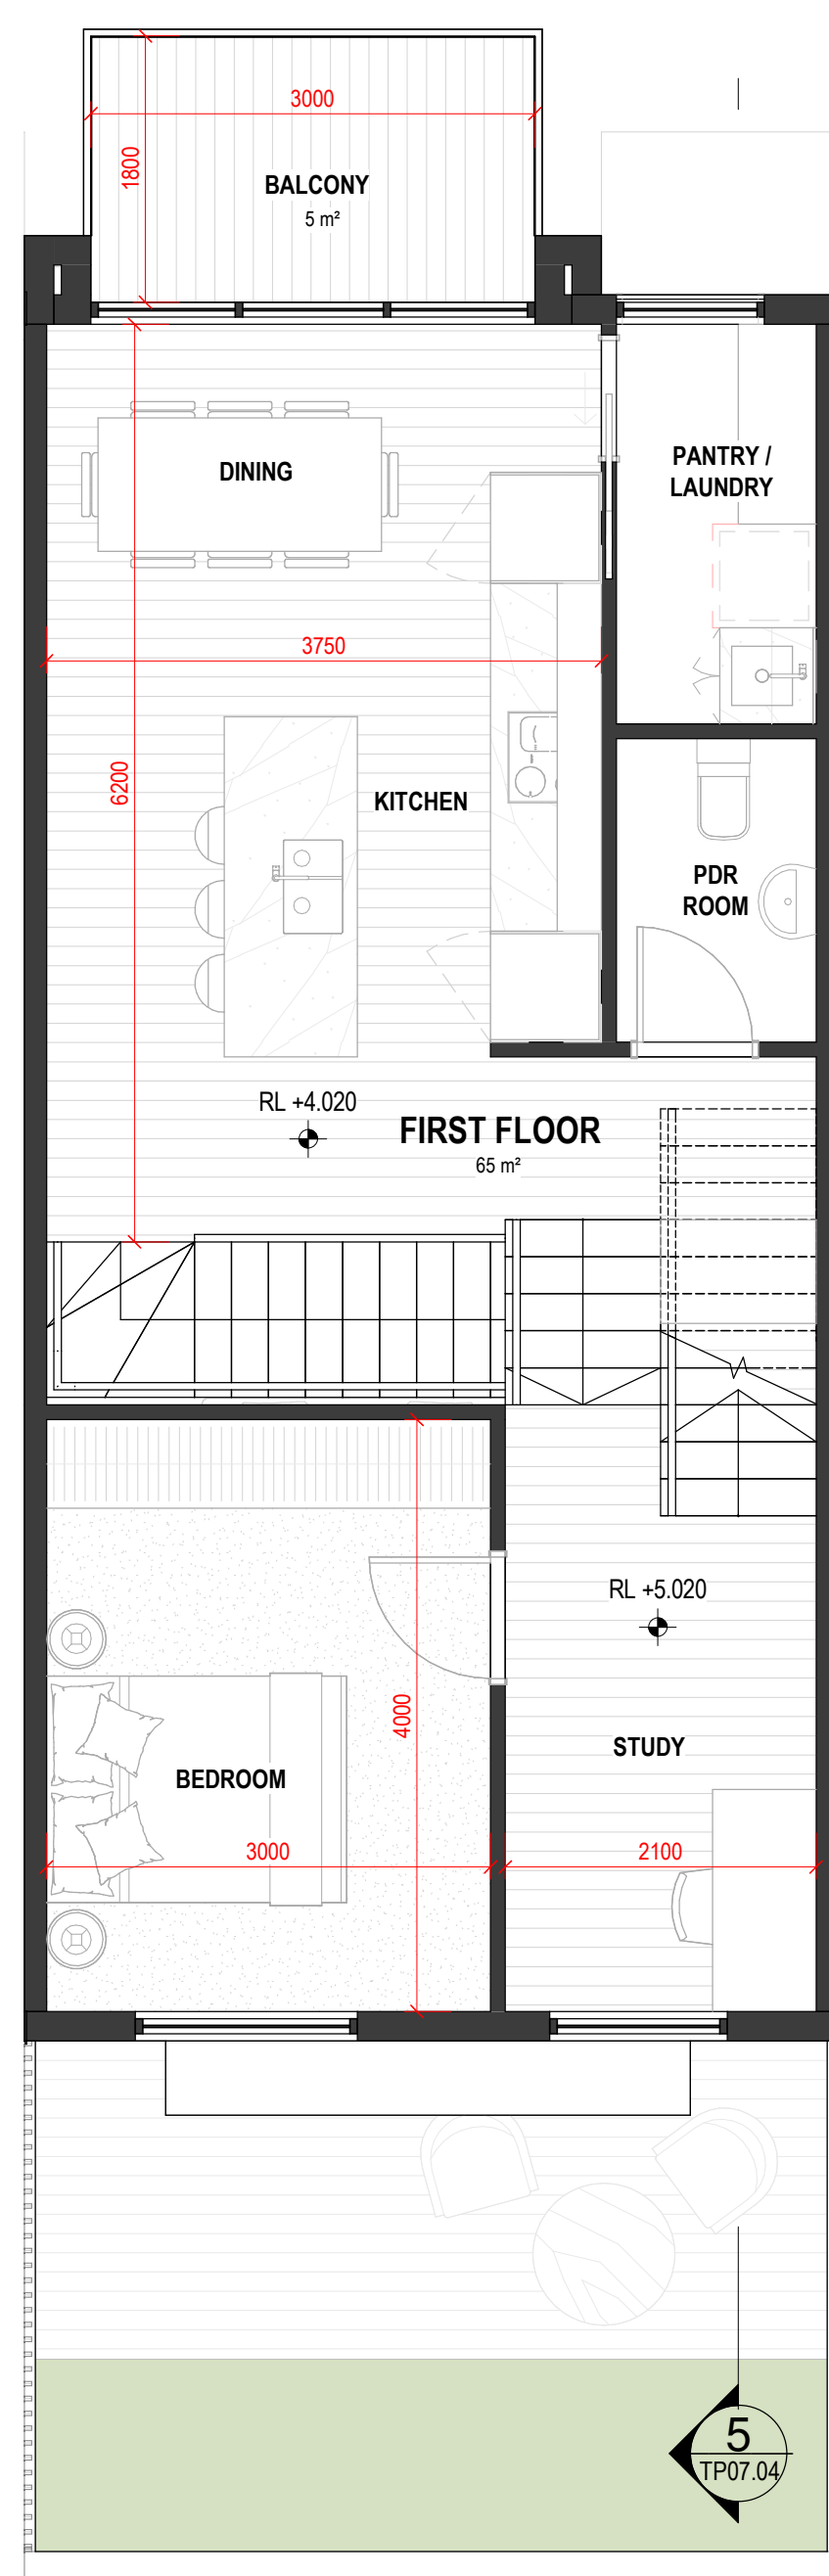 3000
1800
BALCONY
5 m²
DINING
PANTRY /
LAUNDRY
3750
6200
KITCHEN
PDR
ROOM
RL +4.020
FIRST FLOOR
65 m²
RL +5.020
4000
STUDY
BEDROOM
3000
2100
5
TP07.04